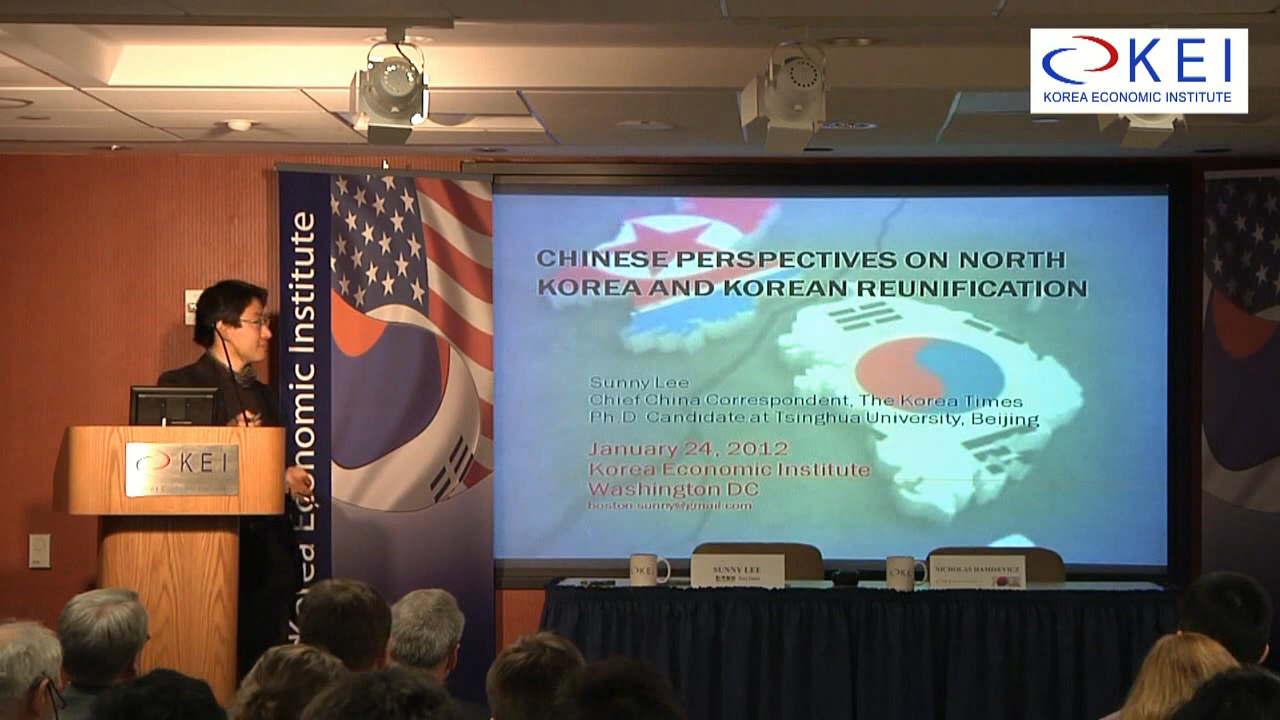 KEI
KOREA ECONOMIC INSTITUTE
Korea Economic Institute
CHINESE PERSPECTIVES ON NORTH
KOREA AND KOREAN REUNIFICATION
Sunny Lee
Chief China Correspondent, The Korea Times
Ph.D Candidate at Tsinghua University, Beijing
January 24, 2012
Korea Economic Institute
Washington DC
boston.sunny@gmail.com
KEI
KEI
SUNNY LEE
KEI
NICHOLAS HAMISEVICZ